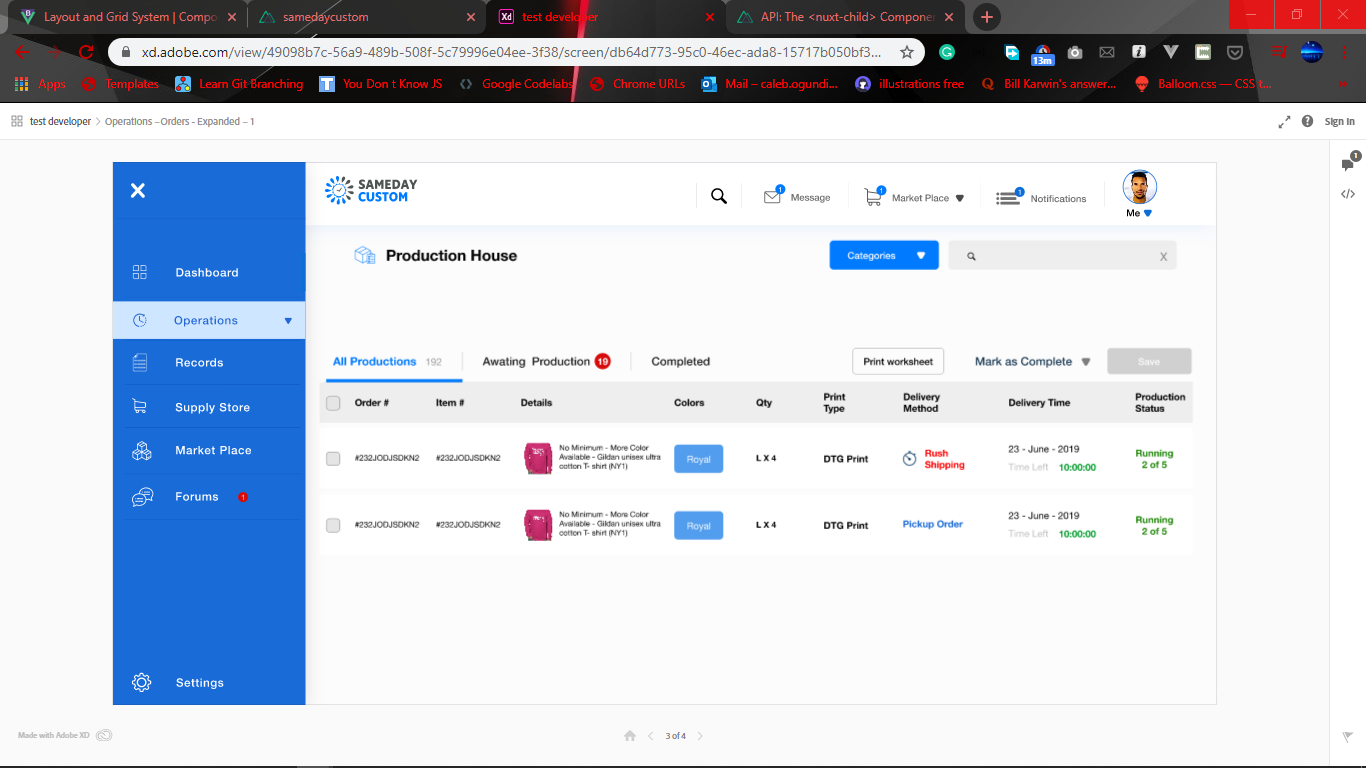 Layout and Grid System | Compo
samedaycustom
test developer
API: The <nuxt-child> Componen
xd.adobe.com/view/49098b7c-56a9-489b-508f-5c79996e04ee-3f38/screen/db64d773-95c0-46ec-ada8-15717b050bf3...
13m
Apps
Templates
Learn Git Branching
You Don t Know JS
Google Codelabs
Chrome URLs
Mail – caleb.ogundi...
illustrations free
Bill Karwin's answer...
Balloon.css — CSS t...
test developer > Operations –Orders - Expanded – 1
Sign In
1
SAMEDAY
CUSTOM
1
Message
1
Market Place
1
Notifications
Me
Dashboard
Operations
Records
Supply Store
Market Place
Forums 1
Settings
Production House
Categories
X
All Productions 192
Awating Production 19
Completed
Print worksheet
Mark as Complete
Save
Order #
Item #
Details
Colors
Qty
Print
Type
Delivery
Method
Delivery Time
Production
Status
#232JODJSDKN2
#232JODJSDKN2
No Minimum - More Color
Available - Gildan unisex ultra
cotton T- shirt (NY1)
Royal
L X 4
DTG Print
Rush
Shipping
23 - June - 2019
Time Left 10:00:00
Running
2 of 5
#232JODJSDKN2
#232JODJSDKN2
No Minimum - More Color
Available - Gildan unisex ultra
cotton T- shirt (NY1)
Royal
L X 4
DTG Print
Pickup Order
23 - June - 2019
Time Left 10:00:00
Running
2 of 5
Made with Adobe XD
3 of 4